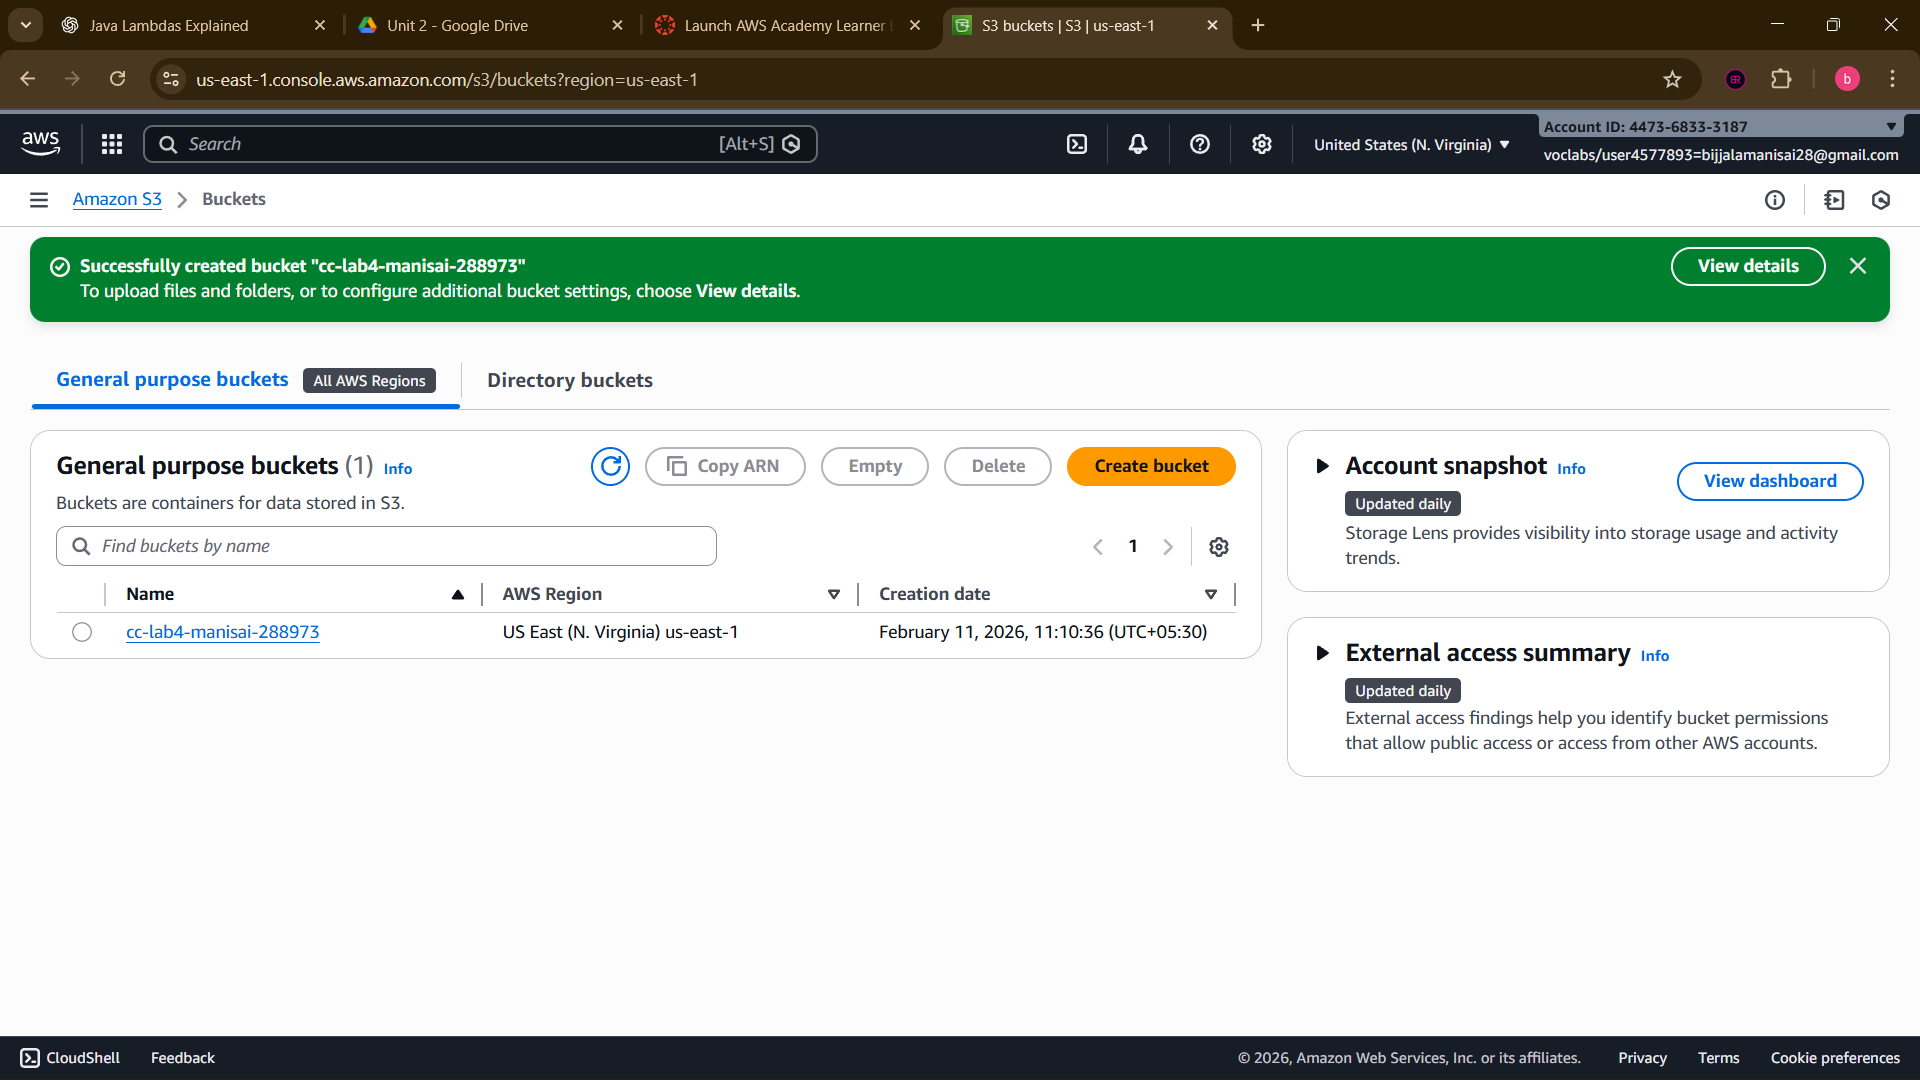 Java Lambdas Explained
Unit 2 - Google Drive
Launch AWS Academy Learner
S3 buckets | S3 | us-east-1
us-east-1.console.aws.amazon.com/s3/buckets?region=us-east-1
b
aws
Search
[Alt+S]
United States (N. Virginia)
Account ID: 4473-6833-3187
voclabs/user4577893=bijjalamanisai28@gmail.com
Amazon S3
Buckets
Successfully created bucket "cc-lab4-manisai-288973"
To upload files and folders, or to configure additional bucket settings, choose View details.
View details
General purpose buckets
All AWS Regions
Directory buckets
General purpose buckets (1) Info
Copy ARN
Empty
Delete
Create bucket
Buckets are containers for data stored in S3.
Find buckets by name
1
Name
AWS Region
Creation date
cc-lab4-manisai-288973
US East (N. Virginia) us-east-1
February 11, 2026, 11:10:36 (UTC+05:30)
Account snapshot Info
View dashboard
Updated daily
Storage Lens provides visibility into storage usage and activity
trends.
External access summary Info
Updated daily
External access findings help you identify bucket permissions
that allow public access or access from other AWS accounts.
CloudShell
Feedback
© 2026, Amazon Web Services, Inc. or its affiliates.
Privacy
Terms
Cookie preferences